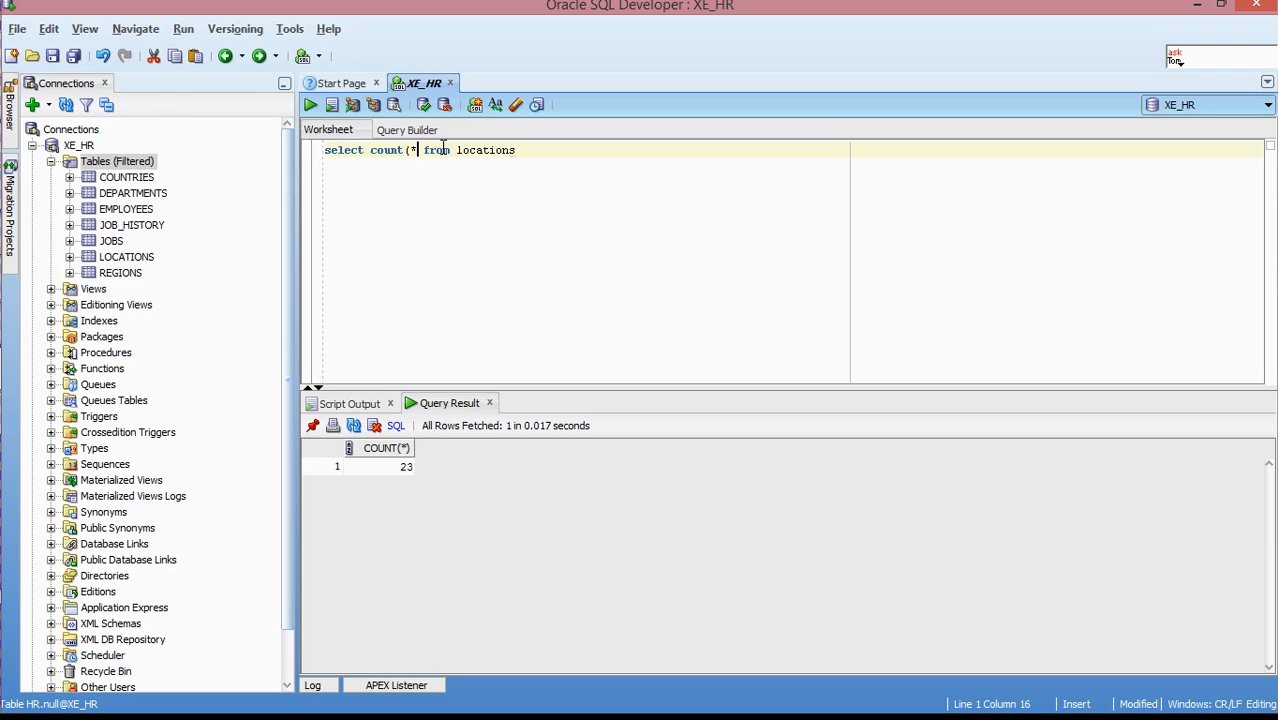 Oracle SQL Developer : XE_HR
File Edit View Navigate Run Versioning Tools Help
ask
Tom
Connections
Start Page
XE_HR
XE_HR
Browser
Migration Projects
Worksheet Query Builder
Connections
XE_HR
Tables (Filtered)
COUNTRIES
DEPARTMENTS
EMPLOYEES
JOB_HISTORY
JOBS
LOCATIONS
REGIONS
Views
Editioning Views
Indexes
Packages
Procedures
Functions
Queues
Queues Tables
Triggers
Crossedition Triggers
Types
Sequences
Materialized Views
Materialized Views Logs
Synonyms
Public Synonyms
Database Links
Public Database Links
Directories
Editions
Application Express
XML Schemas
XML DB Repository
Scheduler
Recycle Bin
Other Users
select count(* from locations
Script Output Query Result
SQL All Rows Fetched: 1 in 0.017 seconds
COUNT(*)
1 23
Log APEX Listener
Table HR.null@XE_HR Line 1 Column 16 Insert Modified Windows: CR/LF Editing